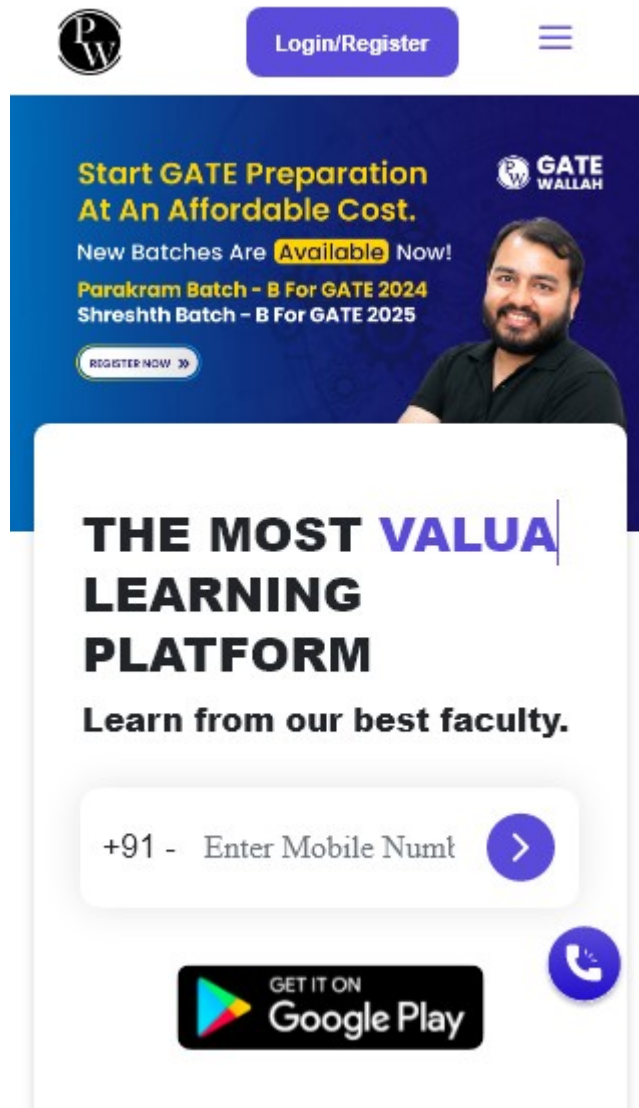 PW
Login/Register
Start GATE Preparation
At An Affordable Cost.
PW GATE
WALLAH
New Batches Are Available Now!
Parakram Batch - B For GATE 2024
Shreshth Batch - B For GATE 2025
REGISTER NOW
THE MOST VALUA
LEARNING
PLATFORM
Learn from our best faculty.
+91 - Enter Mobile Numb
GET IT ON
Google Play